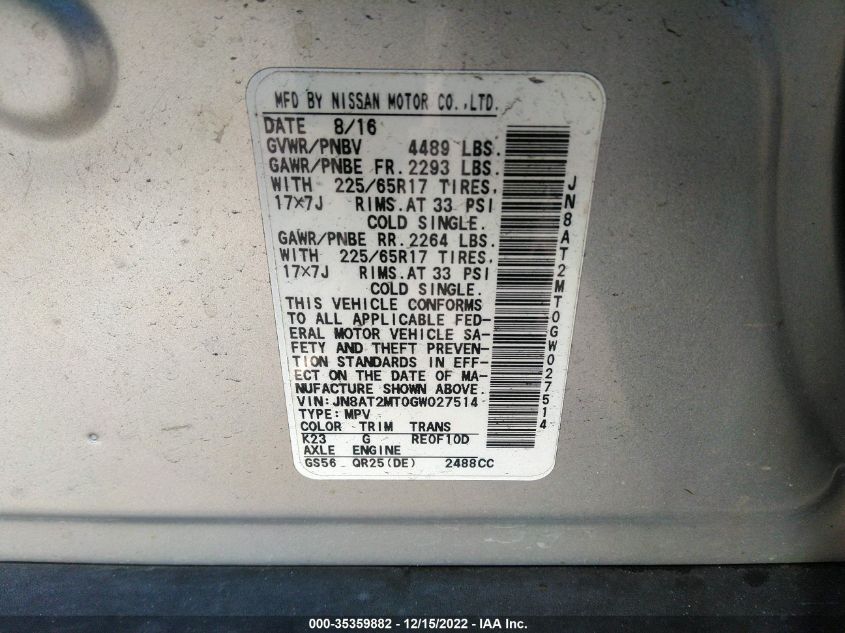 MFD BY NISSAN MOTOR CO.,LTD.
DATE 8/16
GVWR/PNBV 4489 LBS.
GAWR/PNBE FR. 2293 LBS.
WITH 225/65R17 TIRES,
17×7J RIMS.AT 33 PSI
COLD SINGLE.
GAWR/PNBE RR. 2264 LBS.
WITH 225/65R17 TIRES,
17×7J RIMS.AT 33 PSI
COLD SINGLE.
THIS VEHICLE CONFORMS
TO ALL APPLICABLE FED-
ERAL MOTOR VEHICLE SA-
FETY AND THEFT PREVEN-
TION STANDARDS IN EFF-
ECT ON THE DATE OF MA-
NUFACTURE SHOWN ABOVE.
VIN:JN8AT2MT0GW027514
TYPE:MPV
COLOR TRIM TRANS
K23 G RE0F10D
AXLE ENGINE
GS56 QR25(DE) 2488CC
JN8AT2MT0GW027514
000-35359882 - 12/15/2022 - IAA Inc.